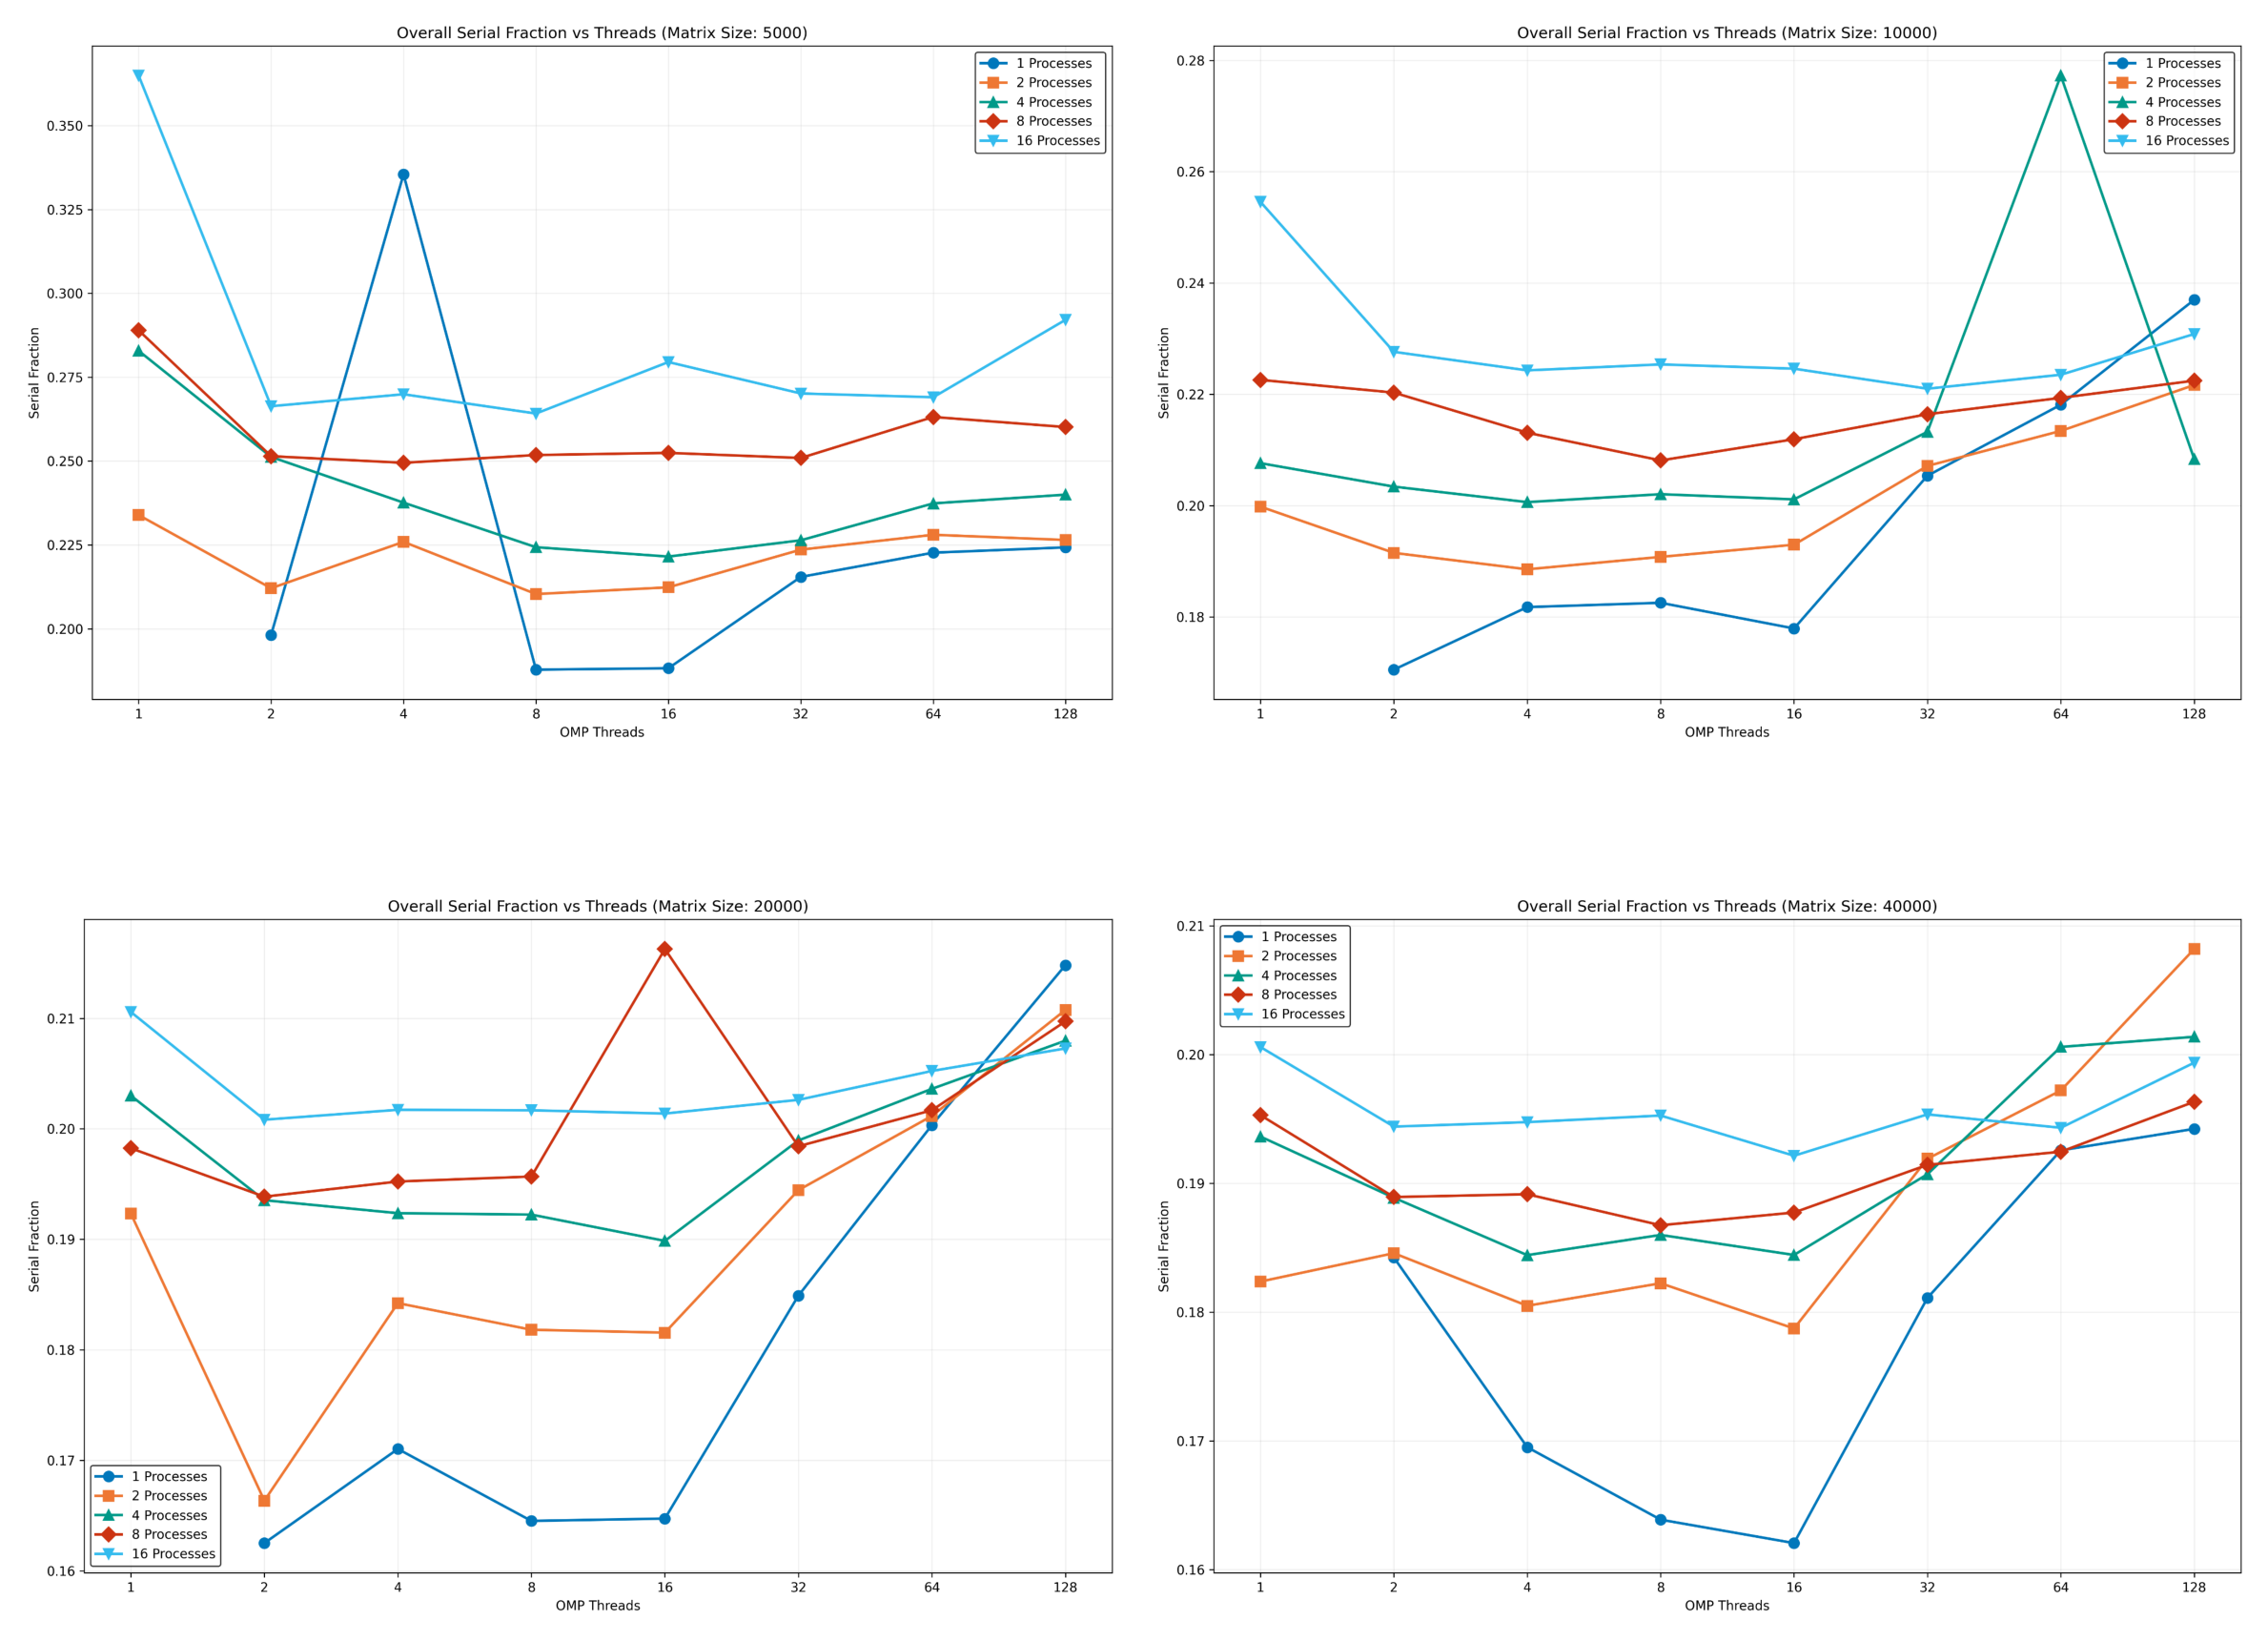 Overall Serial Fraction vs Threads (Matrix Size: 5000)
0.350
0.325
0.300
0.275
0.250
0.225
0.200
Serial Fraction
1 2 4 8 16 32 64 128
OMP Threads
1 Processes
2 Processes
4 Processes
8 Processes
16 Processes
Overall Serial Fraction vs Threads (Matrix Size: 10000)
0.28
0.26
0.24
0.22
0.20
0.18
Serial Fraction
1 2 4 8 16 32 64 128
OMP Threads
1 Processes
2 Processes
4 Processes
8 Processes
16 Processes
Overall Serial Fraction vs Threads (Matrix Size: 20000)
0.21
0.20
0.19
0.18
0.17
0.16
Serial Fraction
1 Processes
2 Processes
4 Processes
8 Processes
16 Processes
1 2 4 8 16 32 64 128
OMP Threads
Overall Serial Fraction vs Threads (Matrix Size: 40000)
1 Processes
2 Processes
4 Processes
8 Processes
16 Processes
0.21
0.20
0.19
0.18
0.17
0.16
Serial Fraction
1 2 4 8 16 32 64 128
OMP Threads